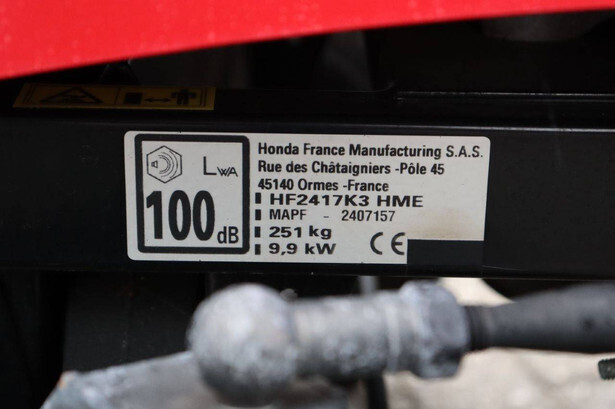 LWA
100 dB
Honda France Manufacturing S.A.S.
Rue des Châtaigniers -Pôle 45
45140 Ormes -France
HF2417K3 HME
MAPF - 2407157
251 kg
9,9 kW CE